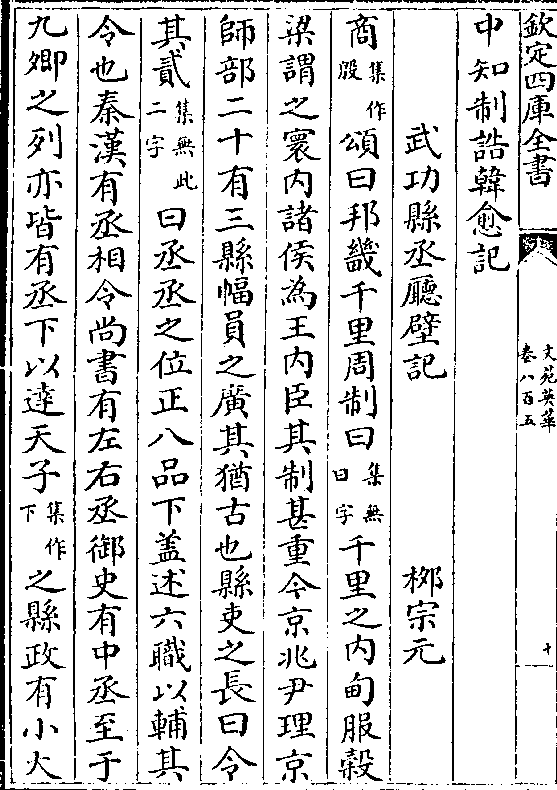 欽定四庫全書
文苑英華
卷八百五
十
中知制誥韓愈記
武功縣丞廳壁記 栁宗元
商集作殷頌曰邦畿千里周制曰集無曰字千里之内甸服榖
梁謂之寰内諸侯為王内臣其制甚重今京兆尹理京
師部二十有三縣幅員之廣其猶古也縣吏之長曰令
其貳集無此二字曰丞丞之位正八品下盖述六職以輔其
令也秦漢有丞相令尚書有左右丞御史有中丞至于
九卿之列亦皆有丞下以逹天子集作下之縣政有小大